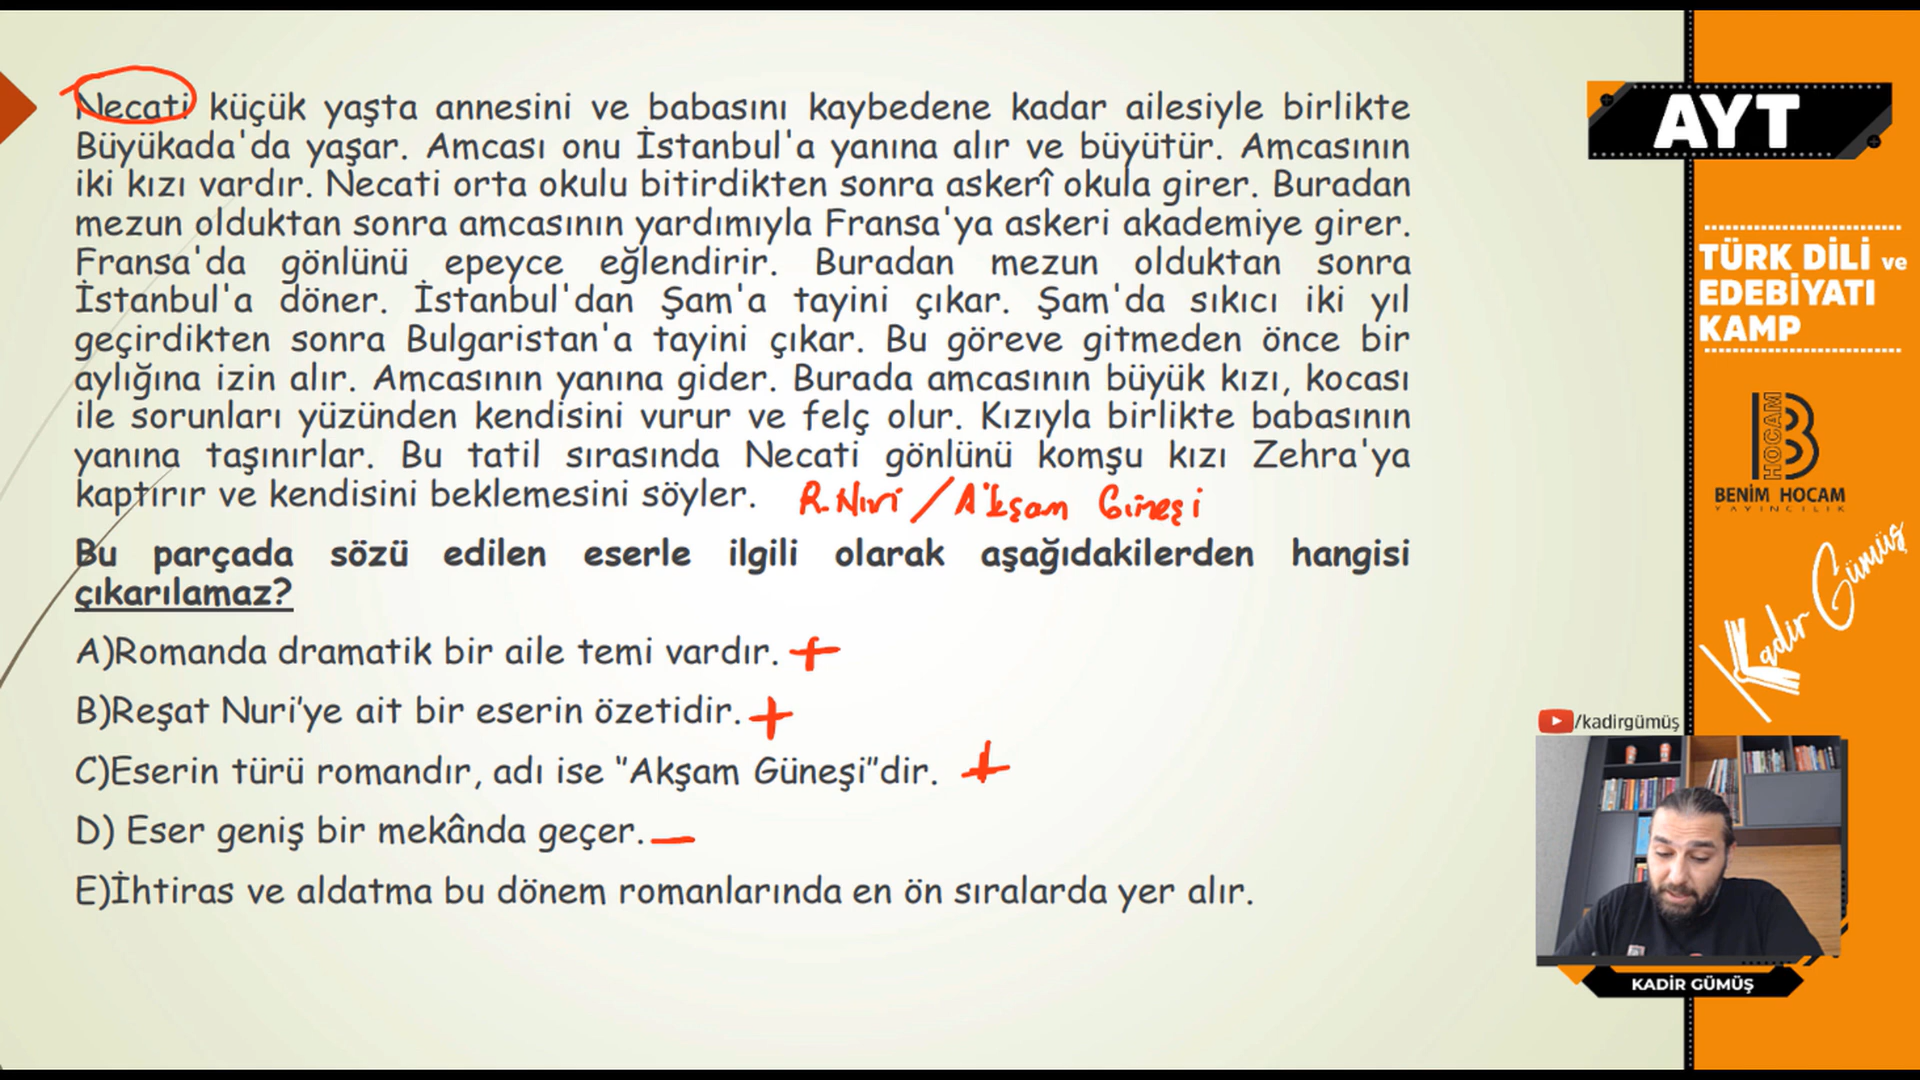 Necati küçük yaşta annesini ve babasını kaybedene kadar ailesiyle birlikte
Büyükada'da yaşar. Amcası onu İstanbul'a yanına alır ve büyütür. Amcasının
iki kızı vardır. Necati orta okulu bitirdikten sonra askerî okula girer. Buradan
mezun olduktan sonra amcasının yardımıyla Fransa'ya askeri akademiye girer.
Fransa'da gönlünü epeyce eğlendirir. Buradan mezun olduktan sonra
İstanbul'a döner. İstanbul'dan Şam'a tayini çıkar. Şam'da sıkıcı iki yıl
geçirdikten sonra Bulgaristan'a tayini çıkar. Bu göreve gitmeden önce bir
aylığına izin alır. Amcasının yanına gider. Burada amcasının büyük kızı, kocası
ile sorunları yüzünden kendisini vurur ve felç olur. Kızıyla birlikte babasının
yanına taşınırlar. Bu tatil sırasında Necati gönlünü komşu kızı Zehra'ya
kaptırır ve kendisini beklemesini söyler. R. Nuri / Akşam Güneşi
Bu parçada sözü edilen eserle ilgili olarak aşağıdakilerden hangisi
çıkarılamaz?
A)Romanda dramatik bir aile temi vardır. +
B)Reşat Nuri'ye ait bir eserin özetidir. +
C)Eserin türü romandır, adı ise "Akşam Güneşi"dir. +
D) Eser geniş bir mekânda geçer. -
E)İhtiras ve aldatma bu dönem romanlarında en ön sıralarda yer alır.
AYT
TÜRK DİLİ ve
EDEBİYATI
KAMP
HOCAM
B
BENİM HOCAM
YAYINCILIK
Kadir Gümüş
/kadirgümüş
KADİR GÜMÜŞ